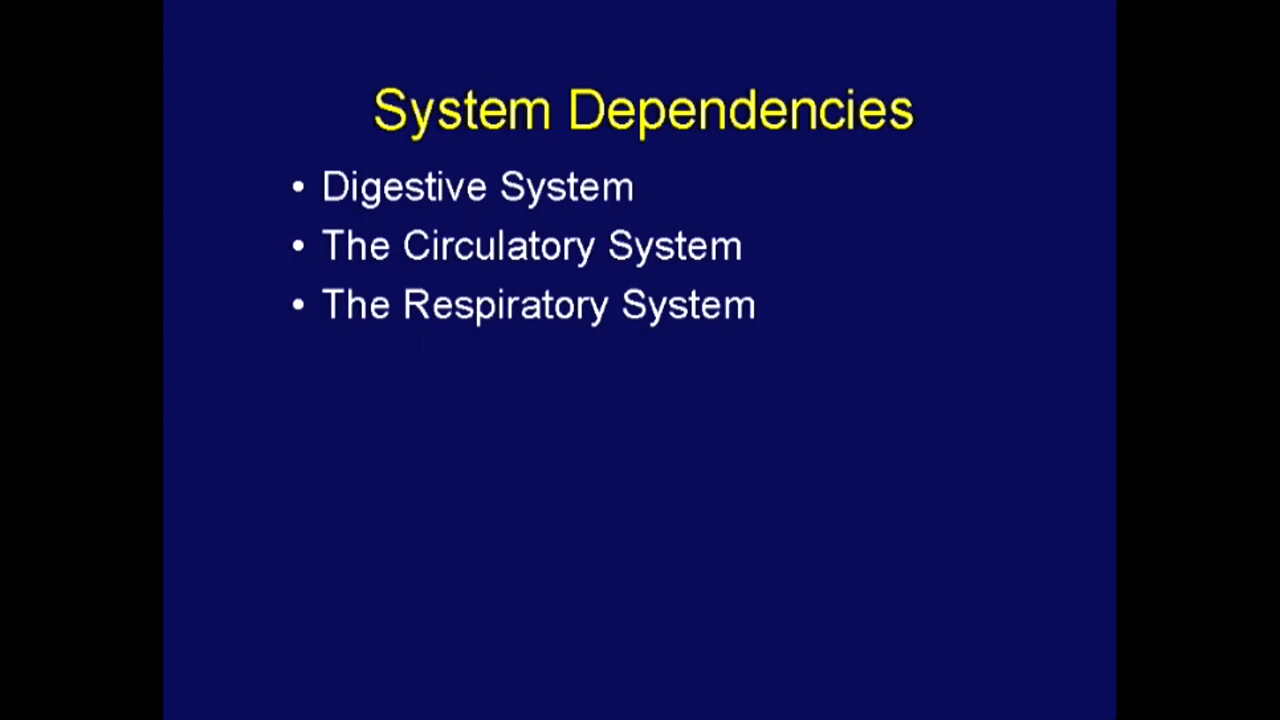 System Dependencies
• Digestive System
• The Circulatory System
• The Respiratory System